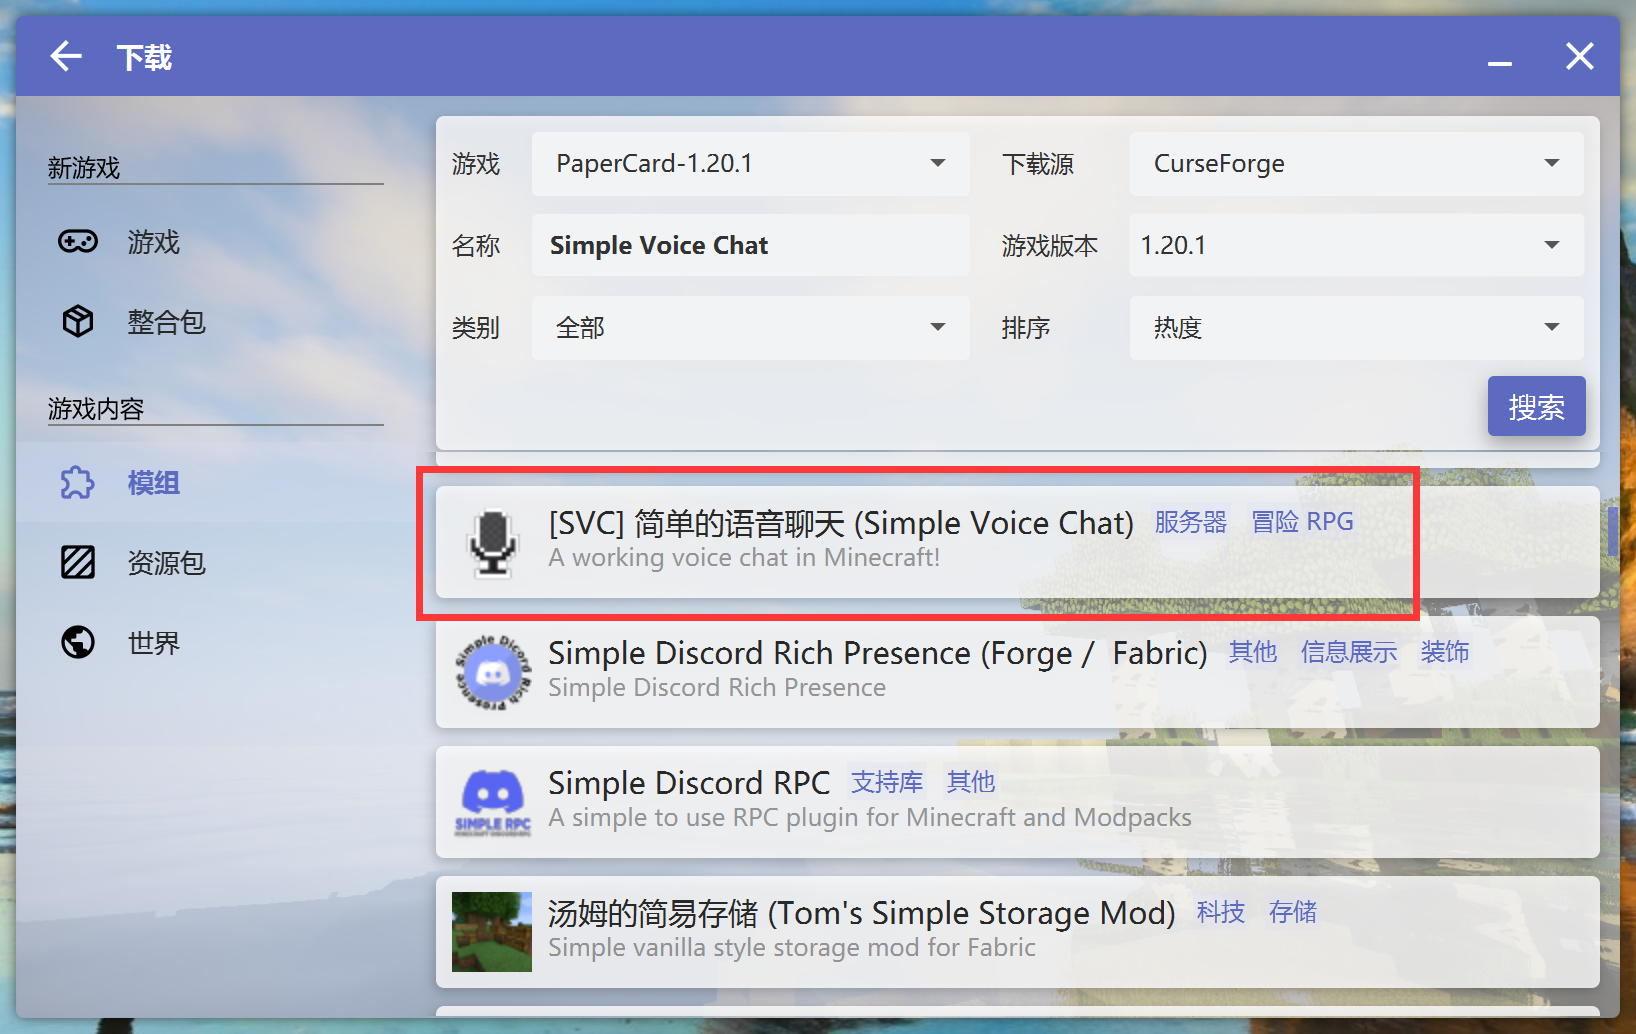 下载
新游戏
游戏
整合包
游戏内容
模组
资源包
世界
游戏 PaperCard-1.20.1 下载源 CurseForge
名称 Simple Voice Chat 游戏版本 1.20.1
类别 全部 排序 热度
搜索
[SVC] 简单的语音聊天 (Simple Voice Chat) 服务器 冒险 RPG
A working voice chat in Minecraft!
Simple Discord Rich Presence
Simple Discord Rich Presence (Forge / Fabric) 其他 信息展示 装饰
Simple Discord Rich Presence
SIMPLE RPC
Simple Discord RPC 支持库 其他
A simple to use RPC plugin for Minecraft and Modpacks
汤姆的简易存储 (Tom's Simple Storage Mod) 科技 存储
Simple vanilla style storage mod for Fabric